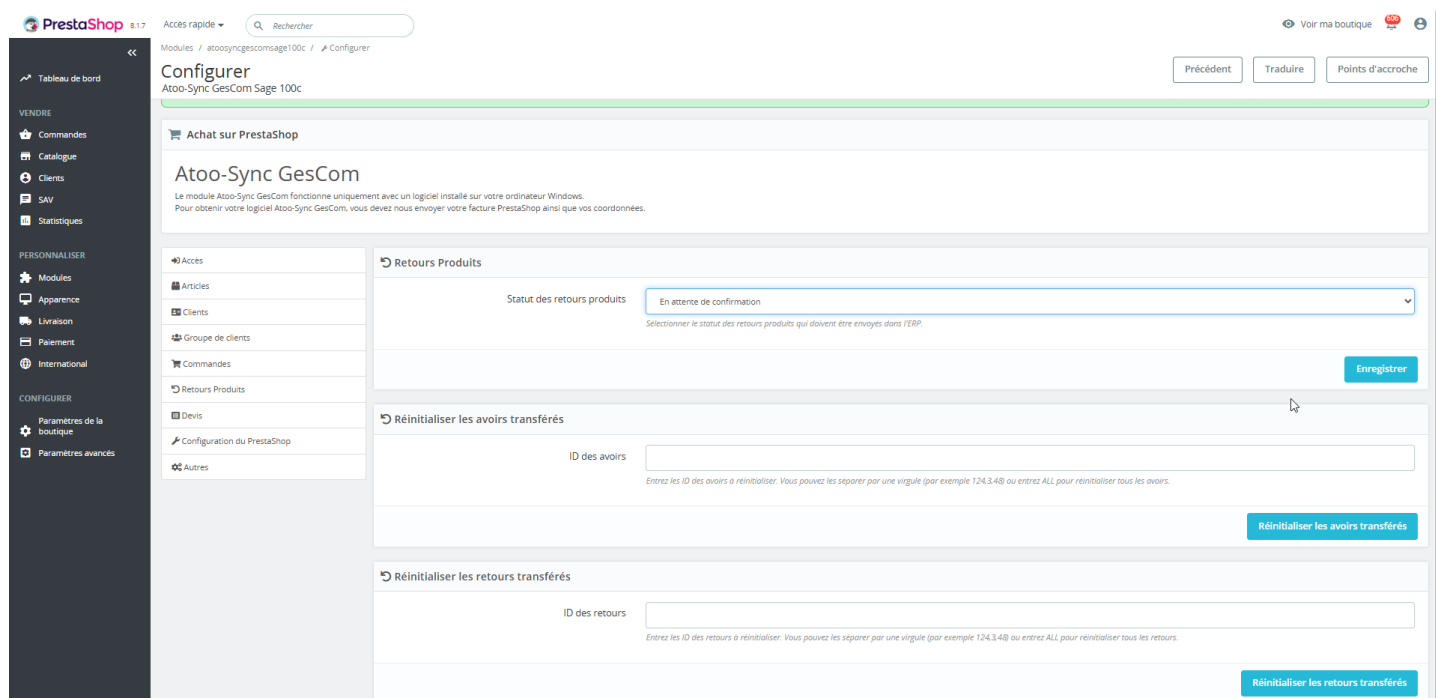 PrestaShop 8.1.7
Accès rapide
Rechercher
Voir ma boutique
606
Modules / atoosyncgescomsage100c / Configurer
Configurer
Atoo-Sync GesCom Sage 100c
Précédent
Traduire
Points d'accroche
Tableau de bord
VENDRE
Commandes
Catalogue
Clients
SAV
Statistiques
PERSONNALISER
Modules
Apparence
Livraison
Paiement
International
CONFIGURER
Paramètres de la
boutique
Paramètres avancés
Achat sur PrestaShop
Atoo-Sync GesCom
Le module Atoo-Sync GesCom fonctionne uniquement avec un logiciel installé sur votre ordinateur Windows.
Pour obtenir votre logiciel Atoo-Sync GesCom, vous devez nous envoyer votre facture PrestaShop ainsi que vos coordonnées.
Accès
Articles
Clients
Groupe de clients
Commandes
Retours Produits
Devis
Configuration du PrestaShop
Autres
Retours Produits
Statut des retours produits
En attente de confirmation
Sélectionner le statut des retours produits qui doivent être envoyés dans l'ERP.
Enregistrer
Réinitialiser les avoirs transférés
ID des avoirs
Entrez les ID des avoirs à réinitialiser. Vous pouvez les séparer par une virgule (par exemple 124,3,48) ou entrez ALL pour réinitialiser tous les avoirs.
Réinitialiser les avoirs transférés
Réinitialiser les retours transférés
ID des retours
Entrez les ID des retours à réinitialiser. Vous pouvez les séparer par une virgule (par exemple 124,3,48) ou entrez ALL pour réinitialiser tous les retours.
Réinitialiser les retours transférés